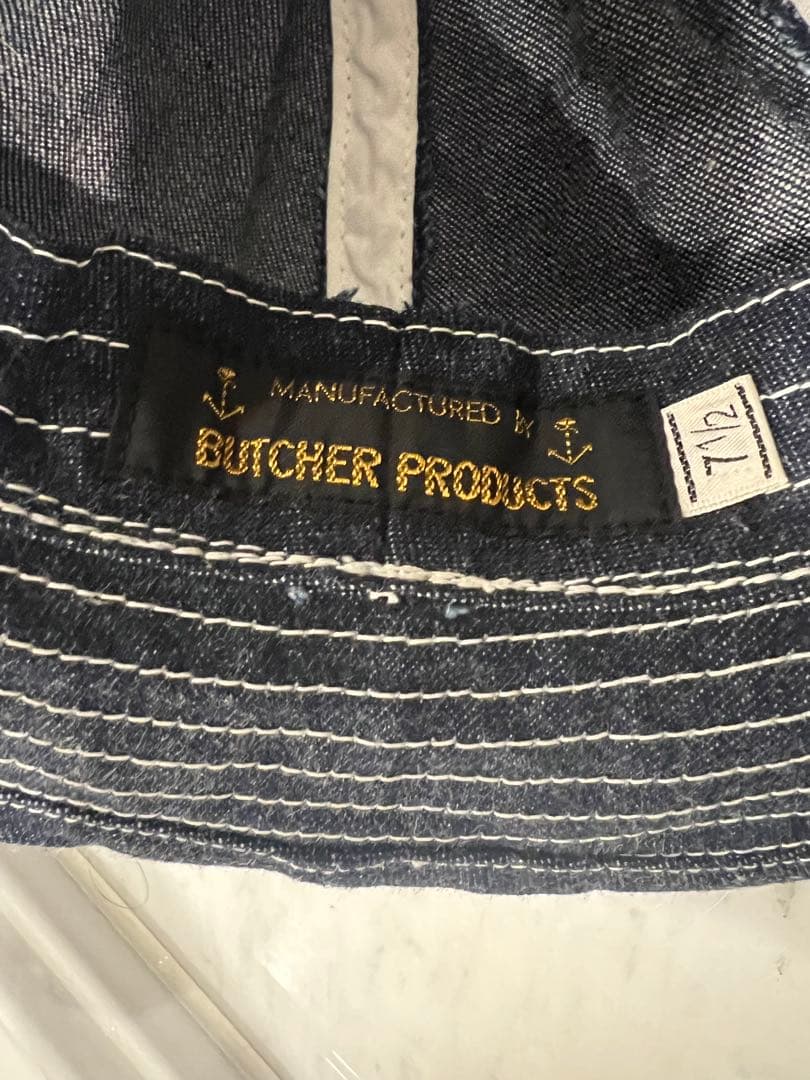 MANUFACTURED BY
BUTCHER PRODUCTS
7 1/2